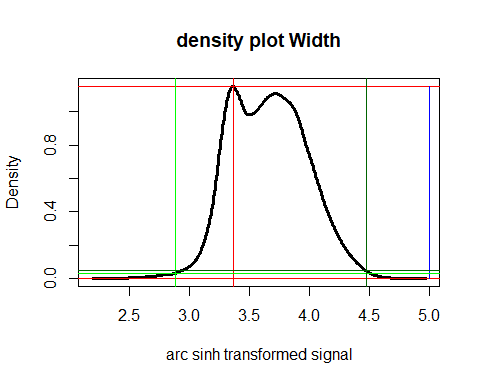 density plot Width
Density
0.8
0.4
0.0
2.5 3.0 3.5 4.0 4.5 5.0
arc sinh transformed signal